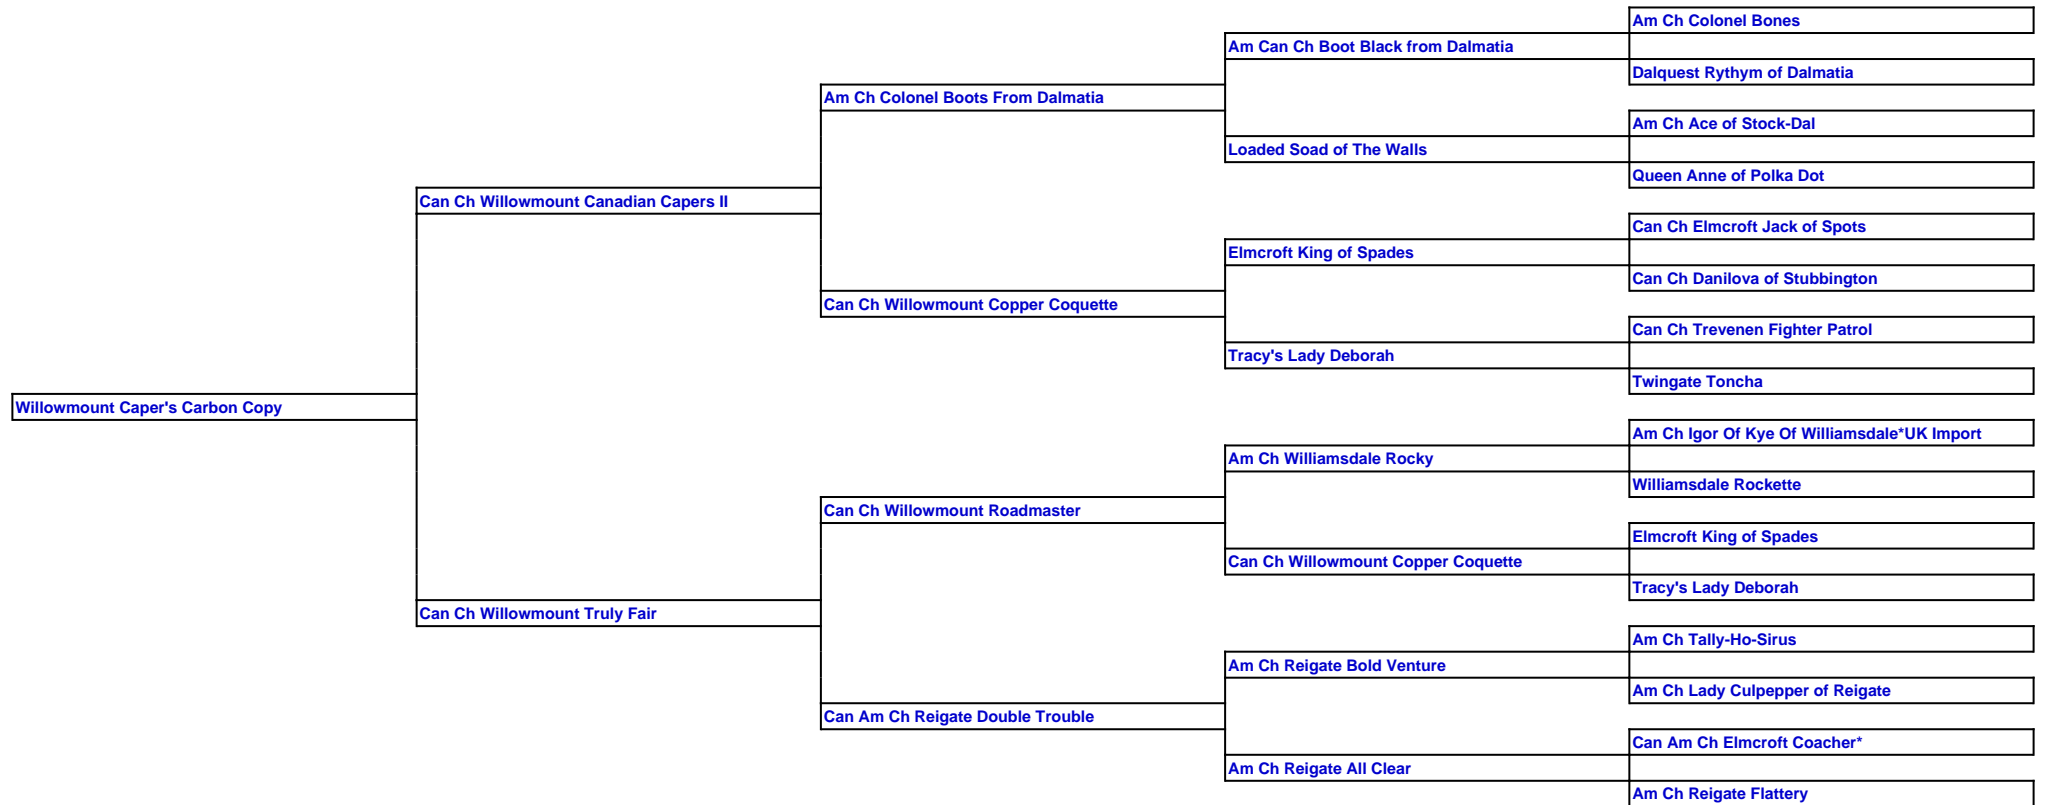 Am Ch Colonel Bones
Am Can Ch Boot Black from Dalmatia
Dalquest Rythym of Dalmatia
Am Ch Colonel Boots From Dalmatia
Am Ch Ace of Stock-Dal
Loaded Soad of The Walls
Queen Anne of Polka Dot
Can Ch Willowmount Canadian Capers II
Can Ch Elmcroft Jack of Spots
Elmcroft King of Spades
Can Ch Danilova of Stubbington
Can Ch Willowmount Copper Coquette
Can Ch Trevenen Fighter Patrol
Tracy's Lady Deborah
Twingate Toncha
Willowmount Caper's Carbon Copy
Am Ch Igor Of Kye Of Williamsdale*UK Import
Am Ch Williamsdale Rocky
Williamsdale Rockette
Can Ch Willowmount Roadmaster
Elmcroft King of Spades
Can Ch Willowmount Copper Coquette
Tracy's Lady Deborah
Can Ch Willowmount Truly Fair
Am Ch Tally-Ho-Sirus
Am Ch Reigate Bold Venture
Am Ch Lady Culpepper of Reigate
Can Am Ch Reigate Double Trouble
Can Am Ch Elmcroft Coacher*
Am Ch Reigate All Clear
Am Ch Reigate Flattery